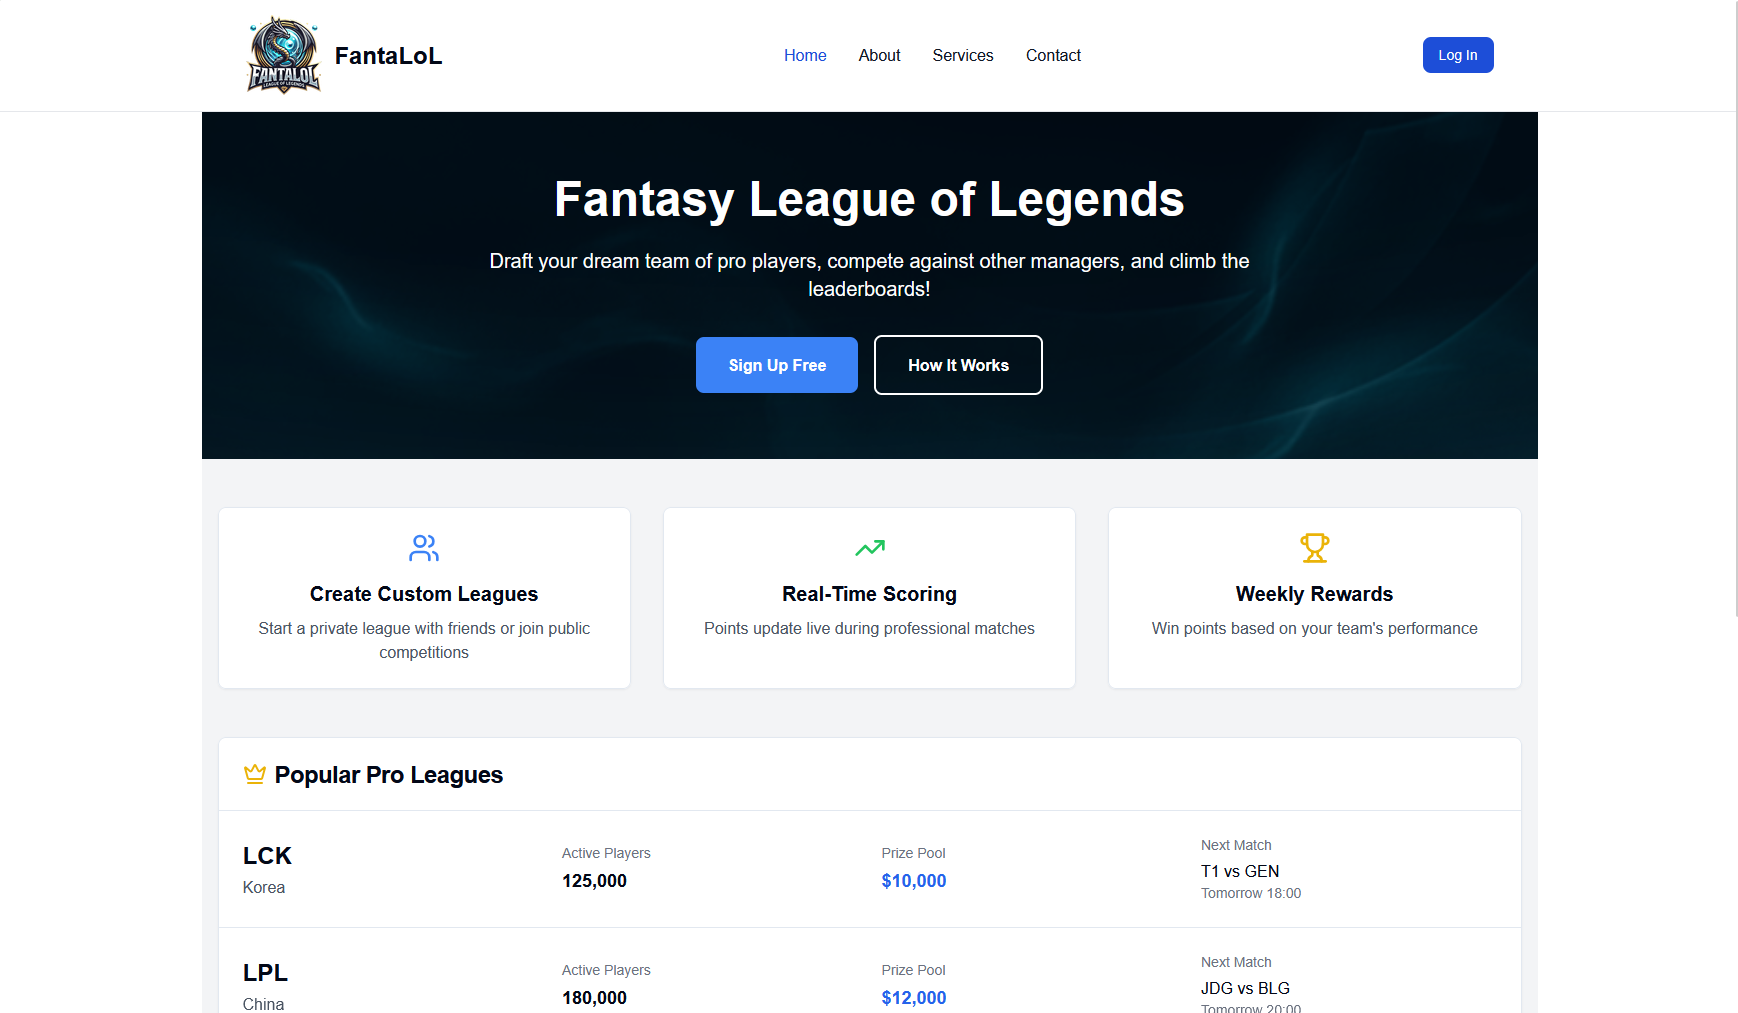 FANTALOL
LEAGUE OF LEGENDS
FantaLoL
Home
About
Services
Contact
Log In
Fantasy League of Legends
Draft your dream team of pro players, compete against other managers, and climb the
leaderboards!
Sign Up Free
How It Works
Create Custom Leagues
Start a private league with friends or join public
competitions
Real-Time Scoring
Points update live during professional matches
Weekly Rewards
Win points based on your team's performance
Popular Pro Leagues
LCK
Korea
Active Players
125,000
Prize Pool
$10,000
Next Match
T1 vs GEN
Tomorrow 18:00
LPL
China
Active Players
180,000
Prize Pool
$12,000
Next Match
JDG vs BLG
Tomorrow 20:00